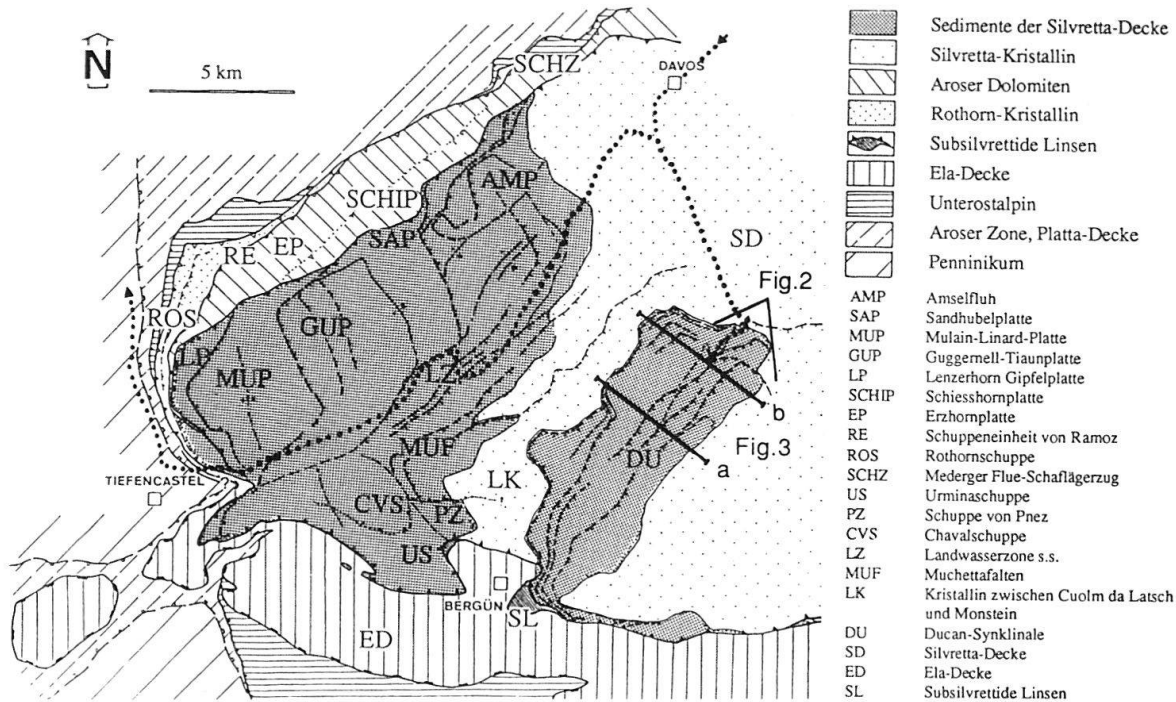 N
5 km
SCHZ
DAVOS
AMP
SCHIP
SAP
SD
RE
EP
Fig.2
ROS
GUP
LP
MUP
LZ
b
MUF
Fig.3
DU
a
TIEFENCASTEL
LK
CVS
PZ
US
BERGÜN
SL
ED
Sedimente der Silvretta-Decke
Silvretta-Kristallin
Aroser Dolomiten
Rothorn-Kristallin
Subsilvrettide Linsen
Ela-Decke
Unterostalpin
Aroser Zone, Platta-Decke
Penninikum
AMP Amselfluh
SAP Sandhubelplatte
MUP Mulain-Linard-Platte
GUP Guggernell-Tiaunplatte
LP Lenzerhorn Gipfelplatte
SCHIP Schiesshornplatte
EP Erzhornplatte
RE Schuppeneinheit von Ramoz
ROS Rothornschuppe
SCHZ Mederger Flue-Schaflägerzug
US Urminaschuppe
PZ Schuppe von Pnez
CVS Chavalschuppe
LZ Landwasserzone s.s.
MUF Muchettafalten
LK Kristallin zwischen Cuolm da Latsch
und Monstein
DU Ducan-Synklinale
SD Silvretta-Decke
ED Ela-Decke
SL Subsilvrettide Linsen